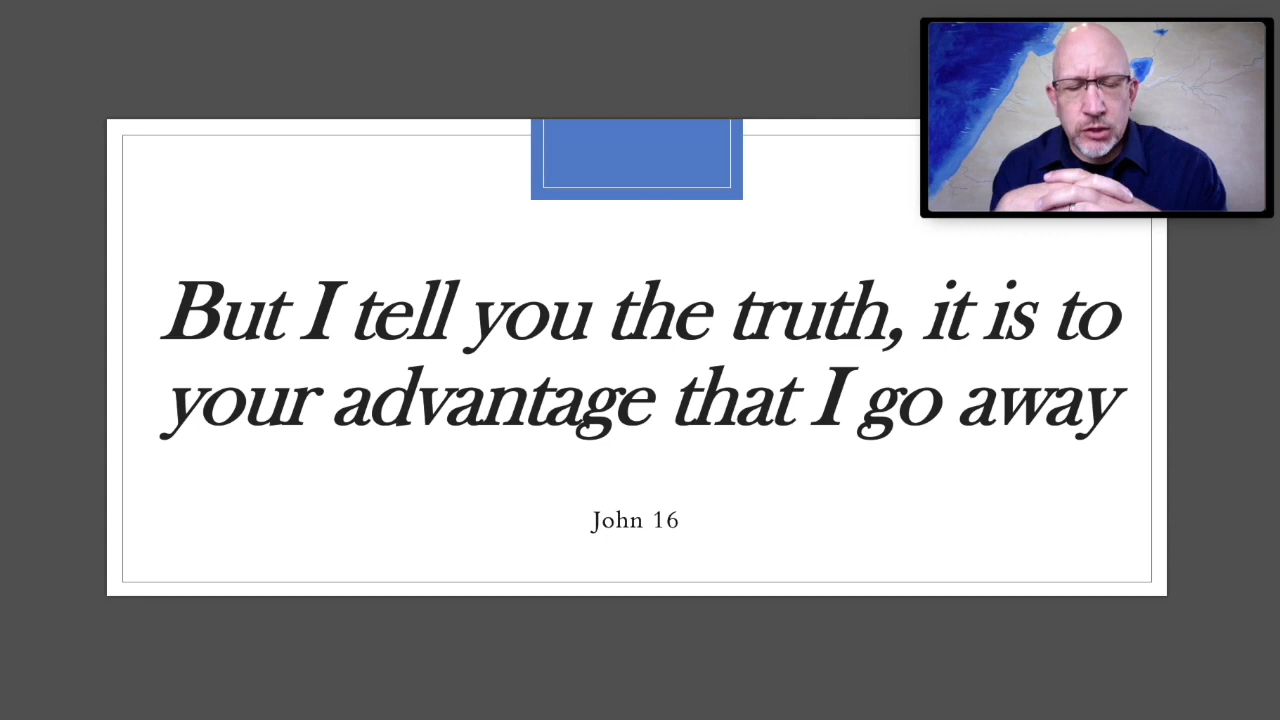 But I tell you the truth, it is to
your advantage that I go away
John 16